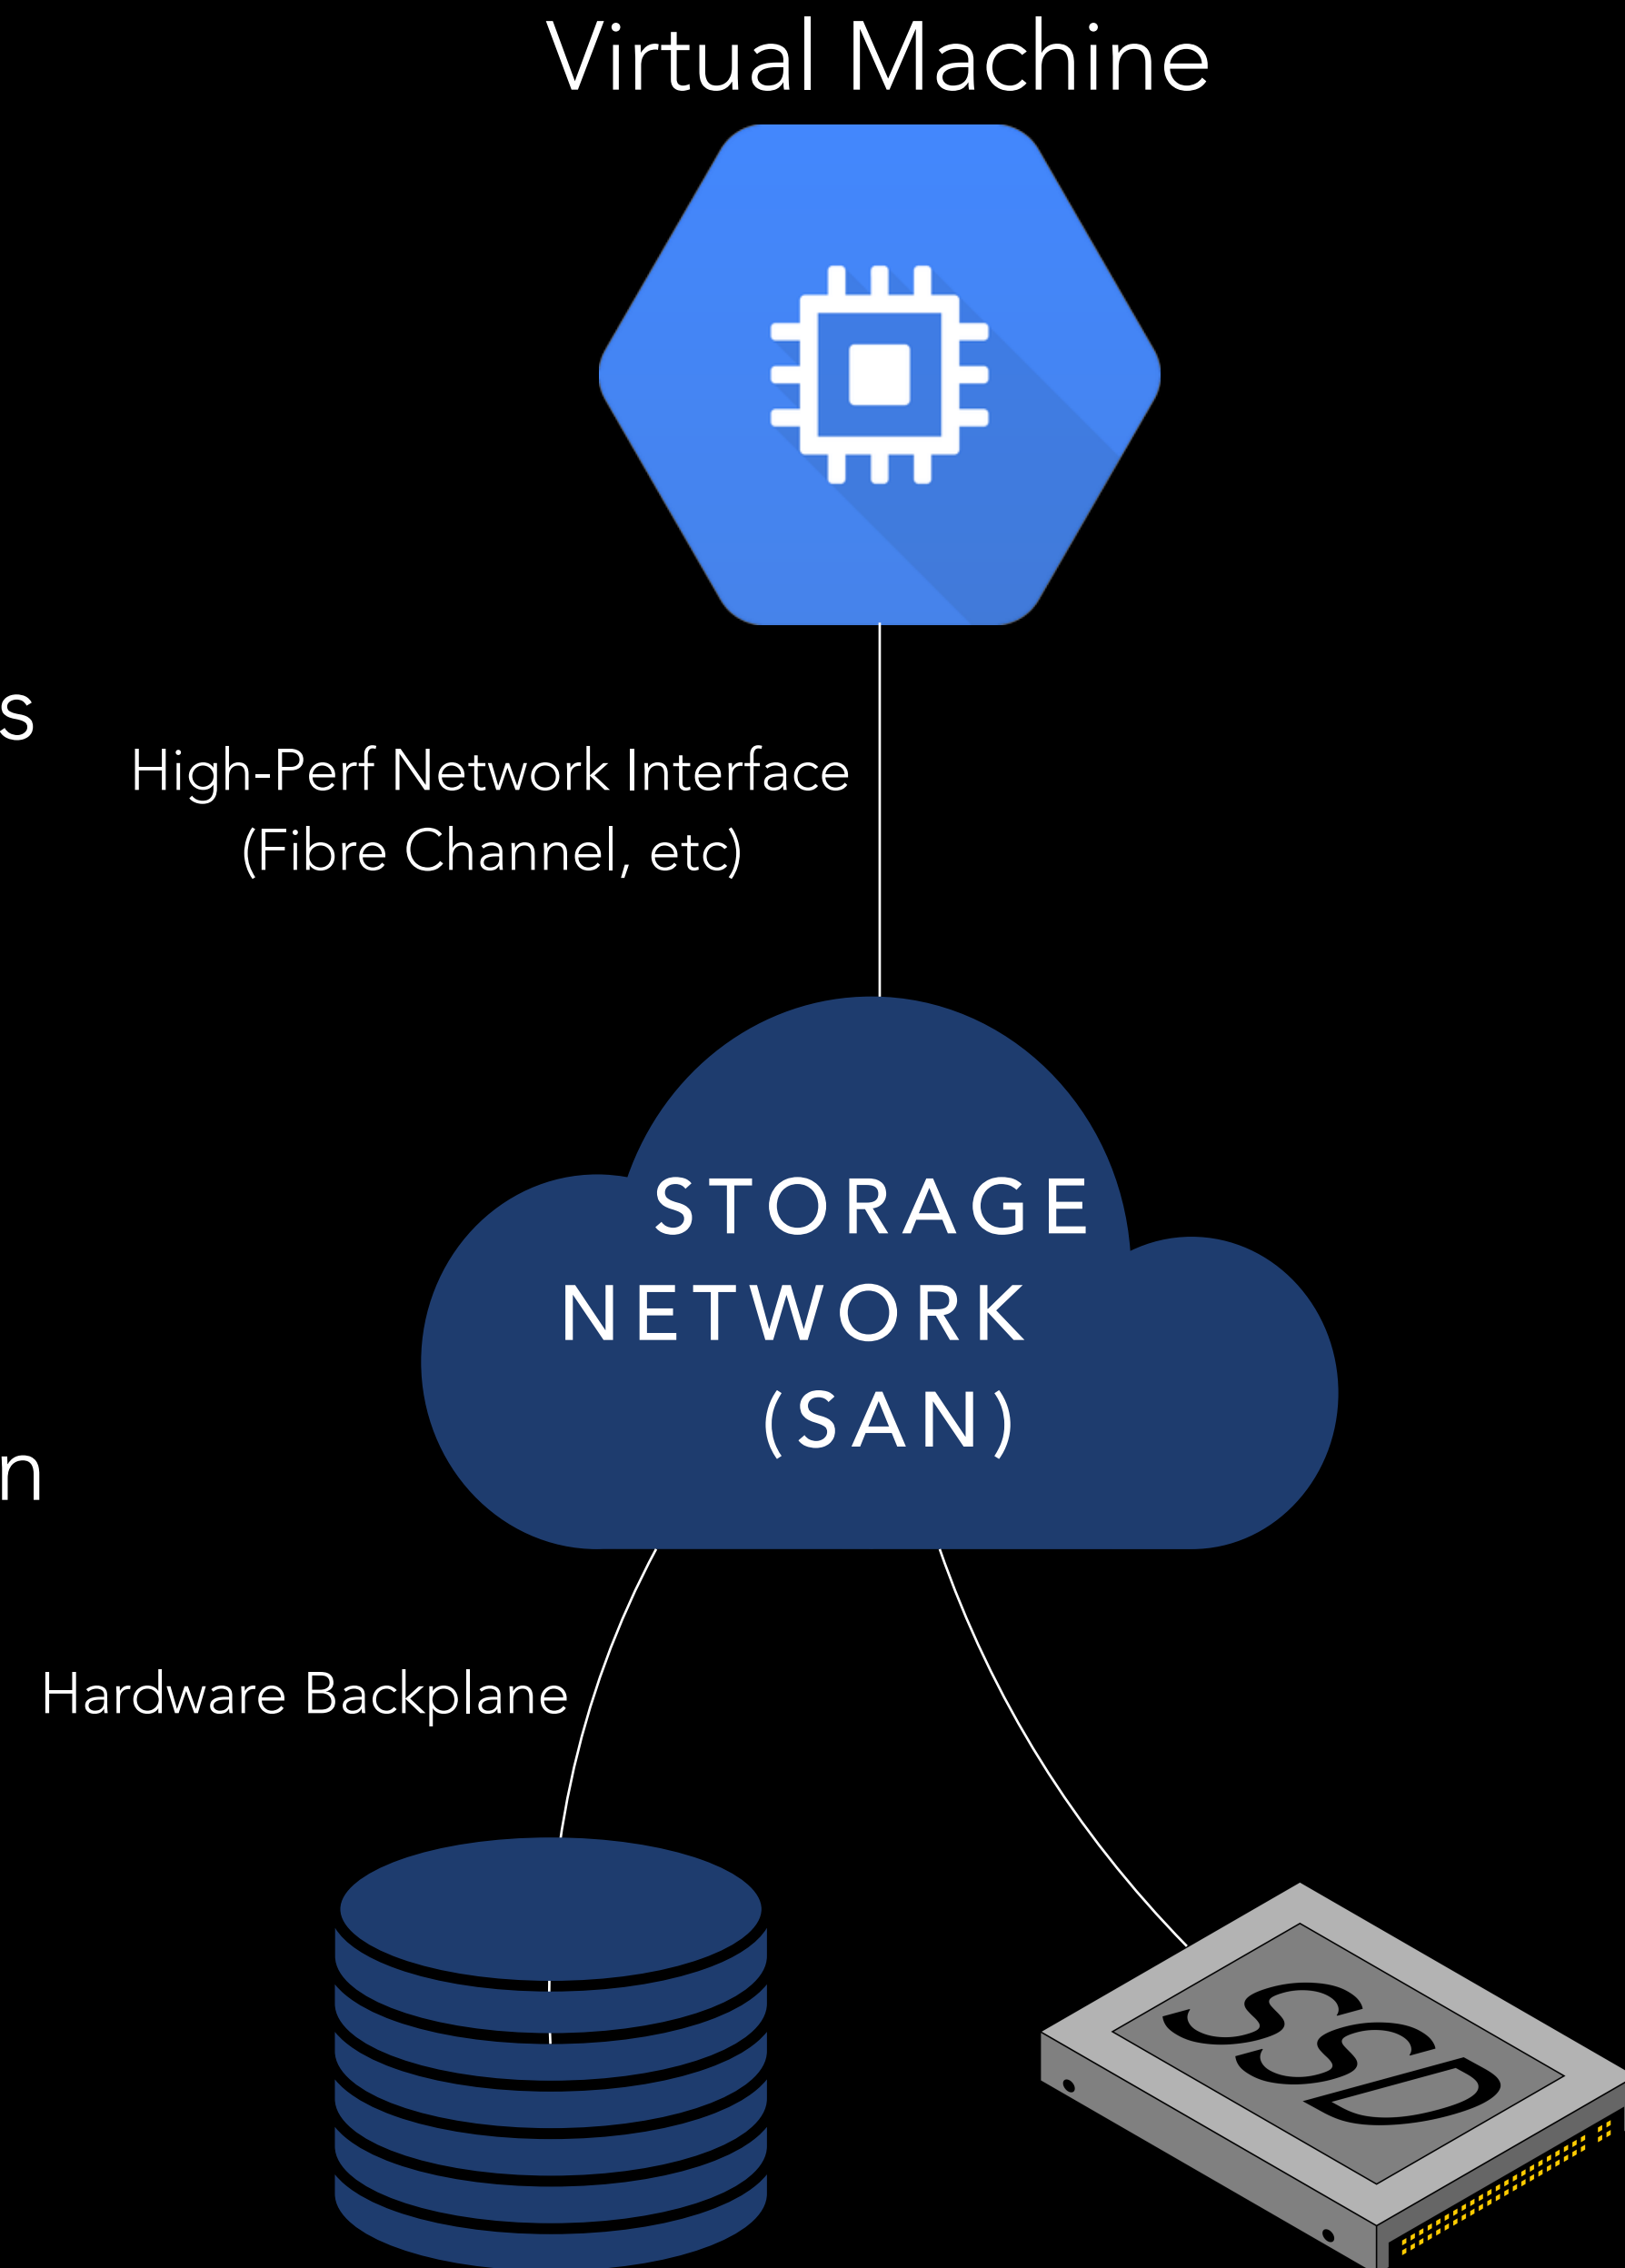 Virtual Machine
s
High-Perf Network Interface
(Fibre Channel, etc)
STORAGE
NETWORK
(SAN)
n
Hardware Backplane
SSD